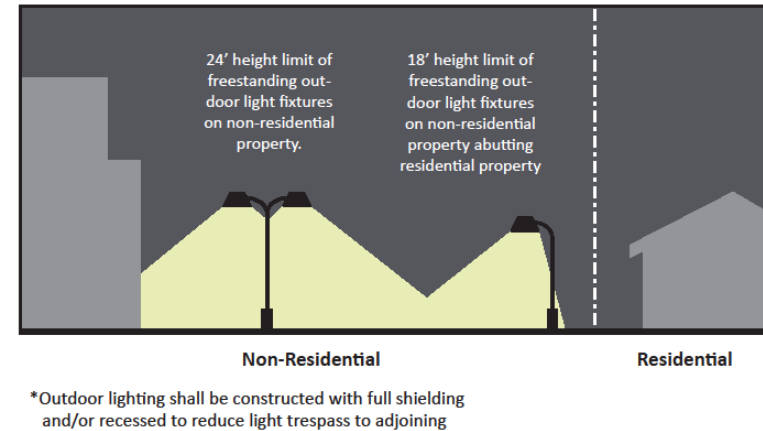 24’ height limit of
freestanding out-
door light fixtures
on non-residential
property.
18’ height limit of
freestanding out-
door light fixtures
on non-residential
property abutting
residential property
Non-Residential
Residential
*Outdoor lighting shall be constructed with full shielding
and/or recessed to reduce light trespass to adjoining